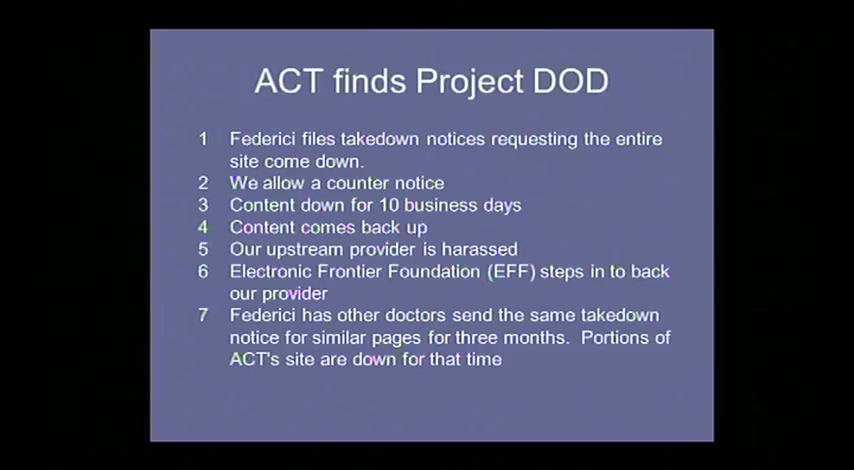 ACT finds Project DOD
1 Federici files takedown notices requesting the entire
site come down.
2 We allow a counter notice
3 Content down for 10 business days
4 Content comes back up
5 Our upstream provider is harassed
6 Electronic Frontier Foundation (EFF) steps in to back
our provider
7 Federici has other doctors send the same takedown
notice for similar pages for three months.  Portions of
ACT's site are down for that time